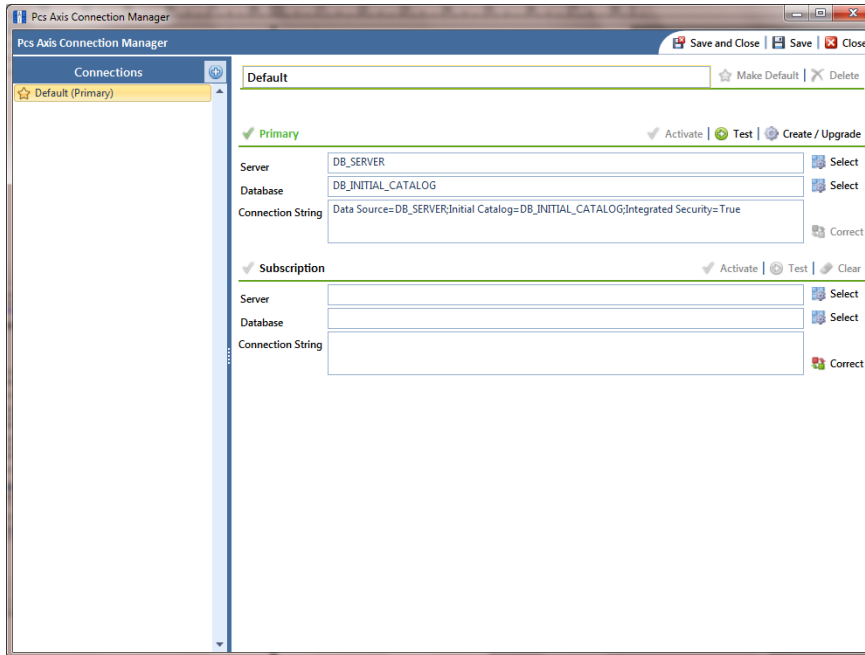 Pcs Axis Connection Manager
Pcs Axis Connection Manager
Save and Close | Save | Close
Connections
Default (Primary)
Default
Make Default | Delete
Primary
Activate | Test | Create / Upgrade
Server
DB_SERVER
Select
Database
DB_INITIAL_CATALOG
Select
Connection String
Data Source=DB_SERVER;Initial Catalog=DB_INITIAL_CATALOG;Integrated Security=True
Correct
Subscription
Activate | Test | Clear
Server
Select
Database
Select
Connection String
Correct